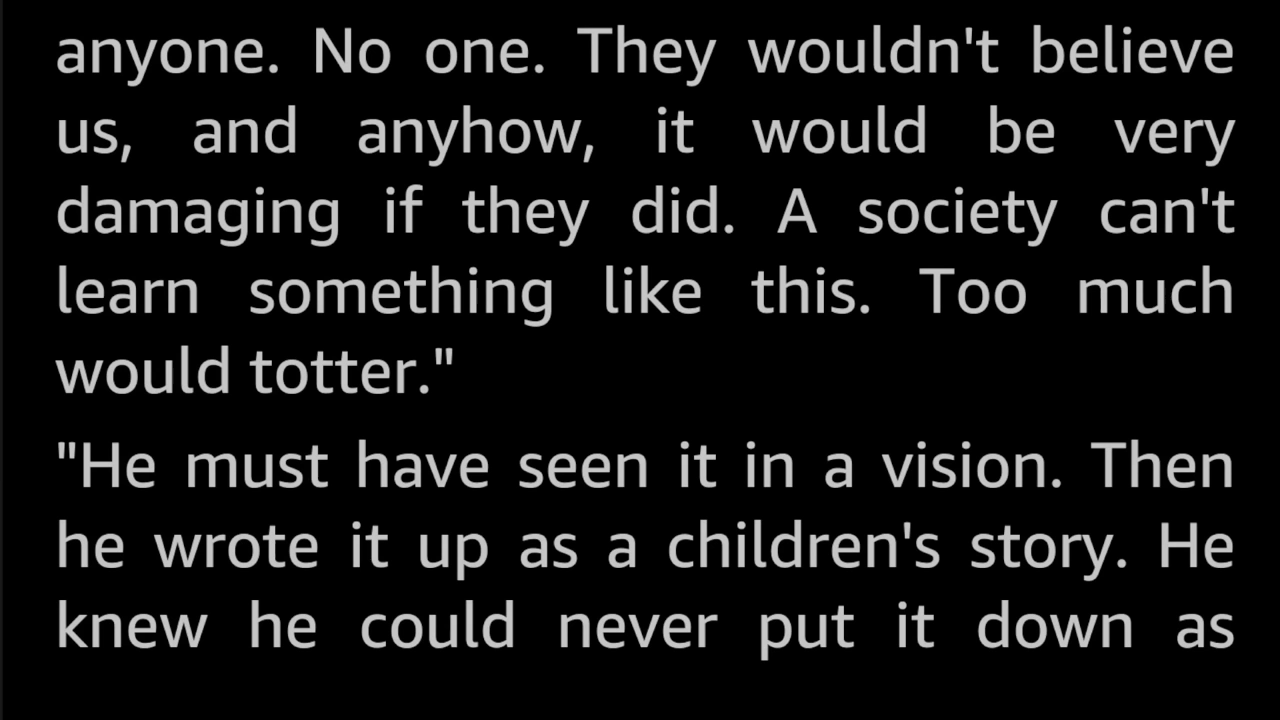 anyone. No one. They wouldn't believe
us, and anyhow, it would be very
damaging if they did. A society can't
learn something like this. Too much
would totter."
"He must have seen it in a vision. Then
he wrote it up as a children's story. He
knew he could never put it down as